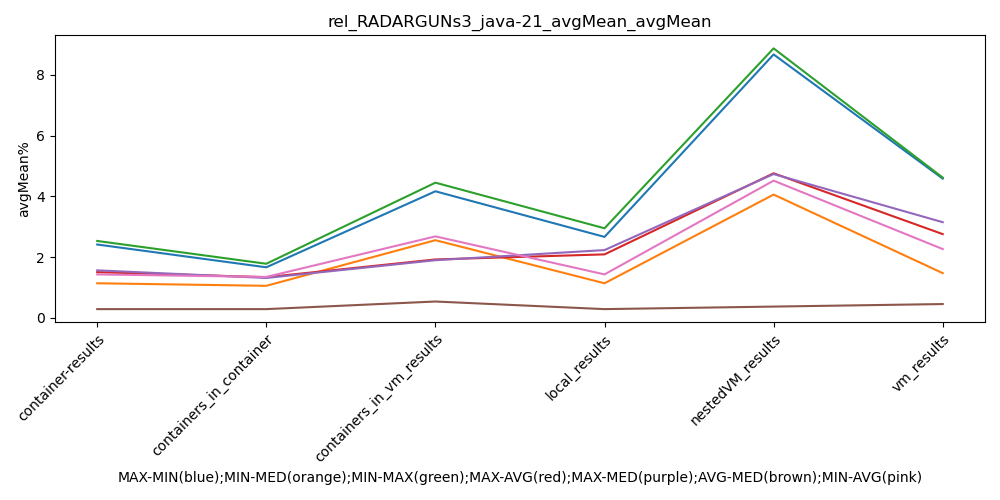 rel_RADARGUNs3_java-21_avgMean_avgMean
avgMean%
8
6
4
2
0
container-results
containers_in_container
containers_in_vm_results
local_results
nestedVM_results
vm_results
MAX-MIN(blue);MIN-MED(orange);MIN-MAX(green);MAX-AVG(red);MAX-MED(purple);AVG-MED(brown);MIN-AVG(pink)